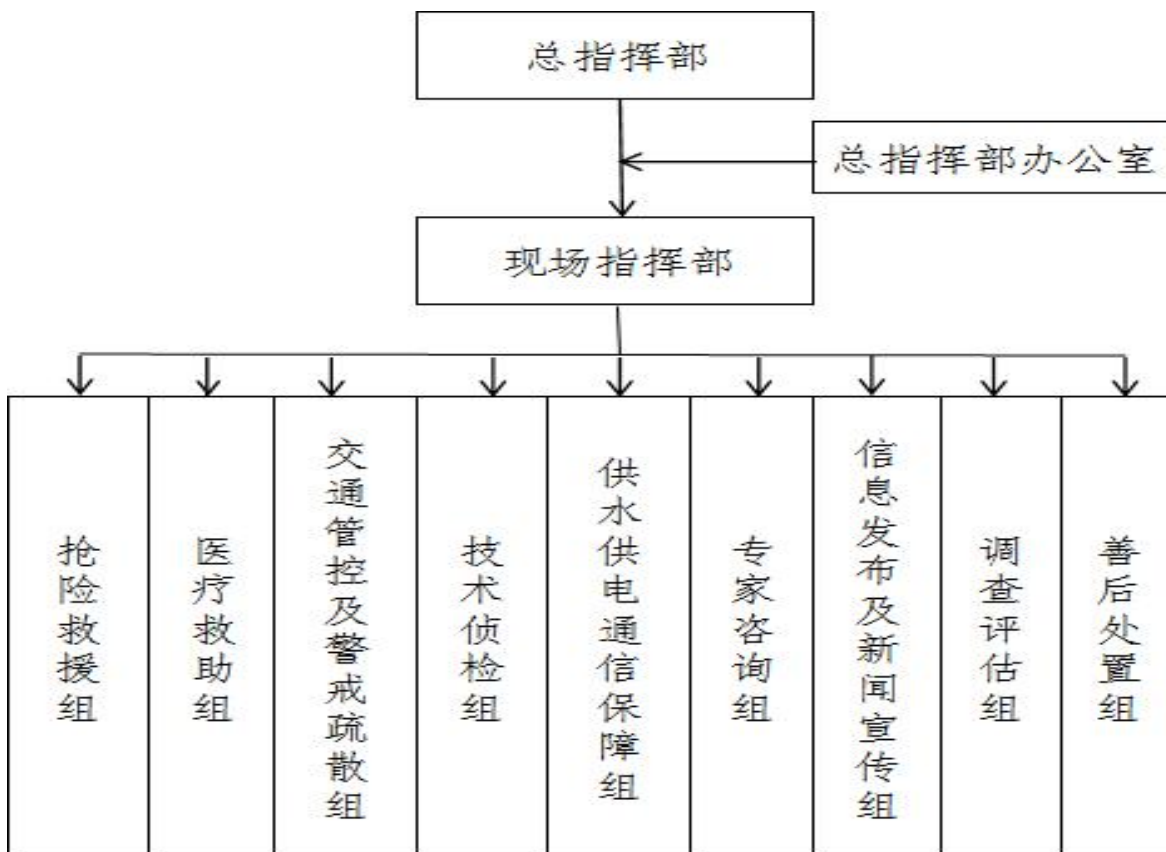 总指挥部
总指挥部办公室
现场指挥部
抢险救援组
医疗救助组
交通管控及警戒疏散组
技术侦检组
供水供电通信保障组
专家咨询组
信息发布及新闻宣传组
调查评估组
善后处置组